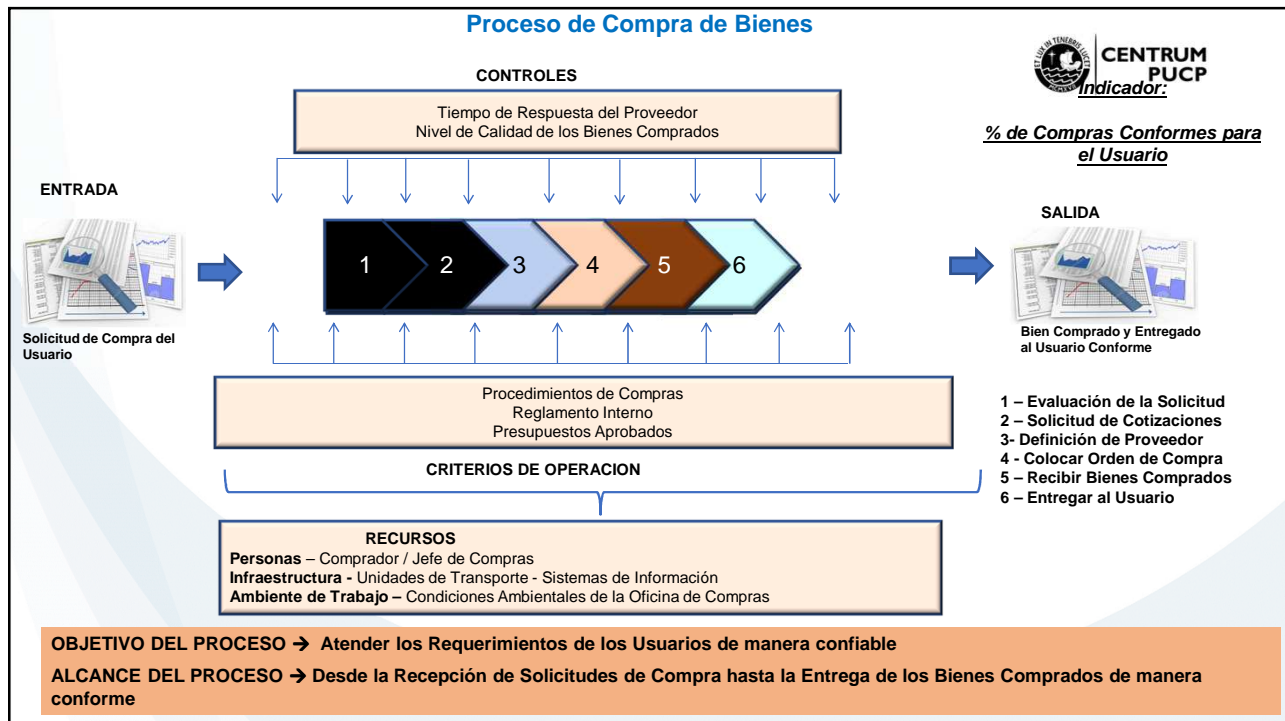 Proceso de Compra de Bienes
ET LUX IN TENEBRIS LUCET
MCMXVII
CENTRUM
PUCP
Indicador:
% de Compras Conformes para
el Usuario
CONTROLES
Tiempo de Respuesta del Proveedor
Nivel de Calidad de los Bienes Comprados
ENTRADA
Solicitud de Compra del
Usuario
1 2 3 4 5 6
SALIDA
Bien Comprado y Entregado
al Usuario Conforme
Procedimientos de Compras
Reglamento Interno
Presupuestos Aprobados
CRITERIOS DE OPERACION
1 – Evaluación de la Solicitud
2 – Solicitud de Cotizaciones
3- Definición de Proveedor
4 - Colocar Orden de Compra
5 – Recibir Bienes Comprados
6 – Entregar al Usuario
RECURSOS
Personas – Comprador / Jefe de Compras
Infraestructura - Unidades de Transporte - Sistemas de Información
Ambiente de Trabajo – Condiciones Ambientales de la Oficina de Compras
OBJETIVO DEL PROCESO → Atender los Requerimientos de los Usuarios de manera confiable
ALCANCE DEL PROCESO → Desde la Recepción de Solicitudes de Compra hasta la Entrega de los Bienes Comprados de manera
conforme